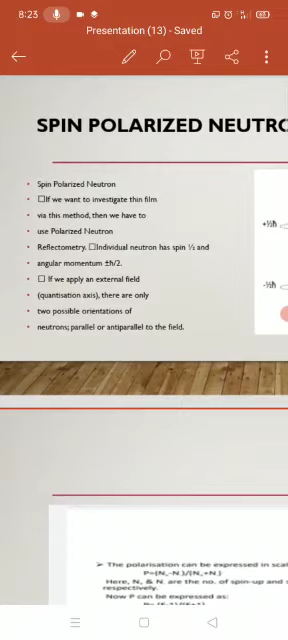 8:23
Presentation (13) - Saved
SPIN POLARIZED NEUTRO
Spin Polarized Neutron
☐If we want to investigate thin film
via this method, then we have to
use Polarized Neutron
Reflectometry. ☐Individual neutron has spin ½ and
angular momentum ±ħ/2.
☐ If we apply an external field
(quantisation axis), there are only
two possible orientations of
neutrons; parallel or antiparallel to the field.
+½ħ
-½ħ
➢ The polarisation can be expressed in scal
Here, N₊ & N₋ are the no. of spin-up and s
respectively.
Now P can be expressed as: